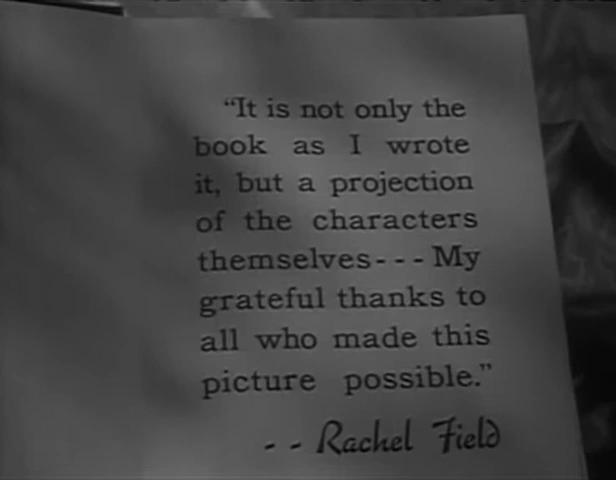 “It is not only the
book as I wrote
it, but a projection
of the characters
themselves - - - My
grateful thanks to
all who made this
picture possible.”
- - Rachel Field